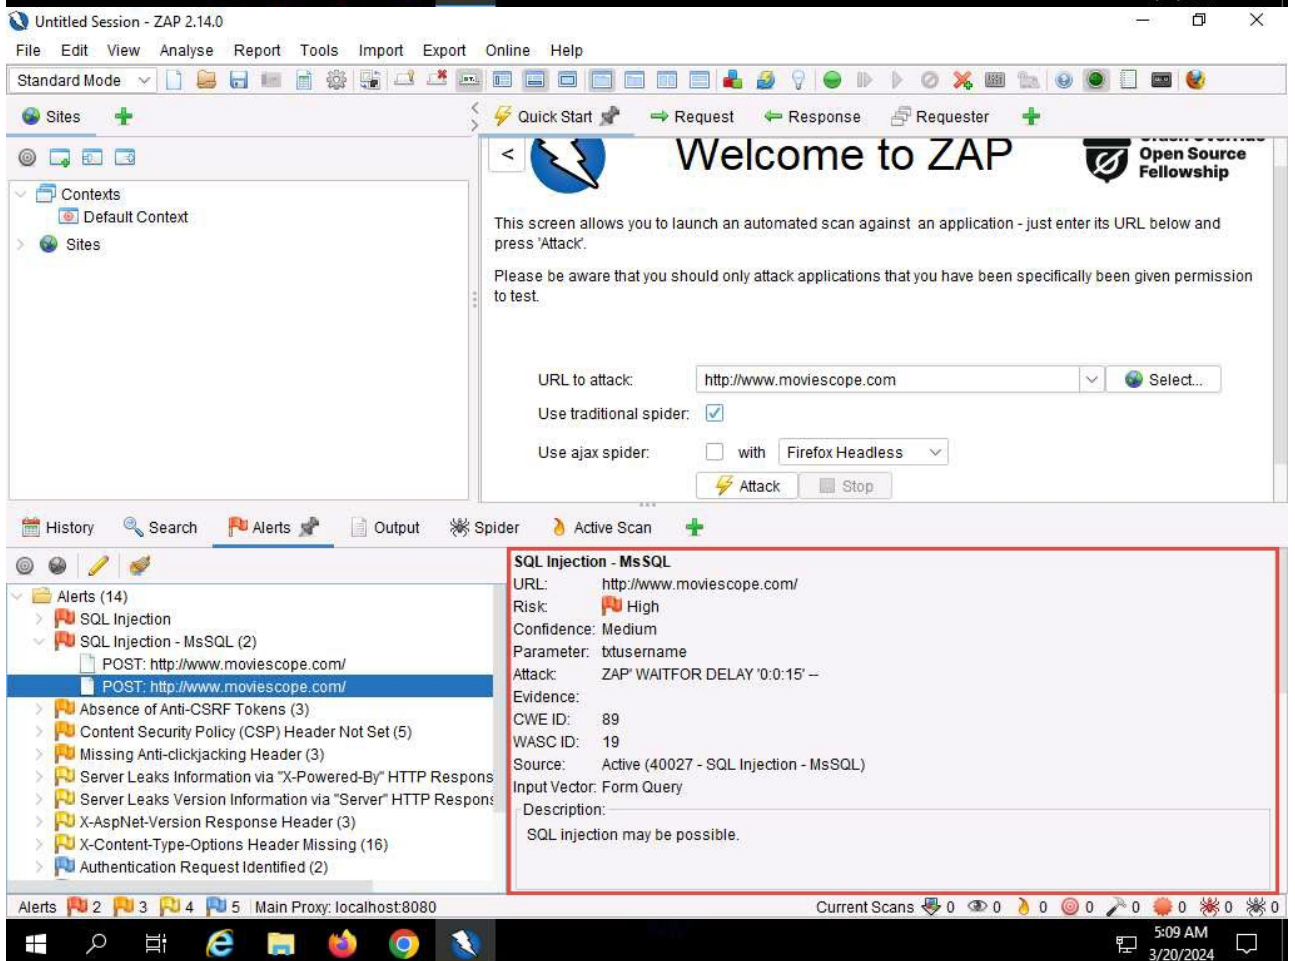 Untitled Session - ZAP 2.14.0
File Edit View Analyse Report Tools Import Export Online Help
Standard Mode
Sites
Quick Start Request Response Requester
< Welcome to ZAP
Open Source
Fellowship
Contexts
Default Context
Sites
This screen allows you to launch an automated scan against an application - just enter its URL below and
press 'Attack'.
Please be aware that you should only attack applications that you have been specifically been given permission
to test.
URL to attack: http://www.moviescope.com Select...
Use traditional spider:
Use ajax spider: with Firefox Headless
Attack Stop
History Search Alerts Output Spider Active Scan
Alerts (14)
SQL Injection
SQL Injection - MsSQL (2)
POST: http://www.moviescope.com/
POST: http://www.moviescope.com/
Absence of Anti-CSRF Tokens (3)
Content Security Policy (CSP) Header Not Set (5)
Missing Anti-clickjacking Header (3)
Server Leaks Information via "X-Powered-By" HTTP Respons
Server Leaks Version Information via "Server" HTTP Respons
X-AspNet-Version Response Header (3)
X-Content-Type-Options Header Missing (16)
Authentication Request Identified (2)
SQL Injection - MsSQL
URL: http://www.moviescope.com/
Risk: High
Confidence: Medium
Parameter: txtusername
Attack: ZAP' WAITFOR DELAY '0:0:15' --
Evidence:
CWE ID: 89
WASC ID: 19
Source: Active (40027 - SQL Injection - MsSQL)
Input Vector: Form Query
Description:
SQL injection may be possible.
Alerts 2 3 4 5 Main Proxy: localhost:8080
Current Scans 0 0 0 0 0 0 0 0
5:09 AM
3/20/2024